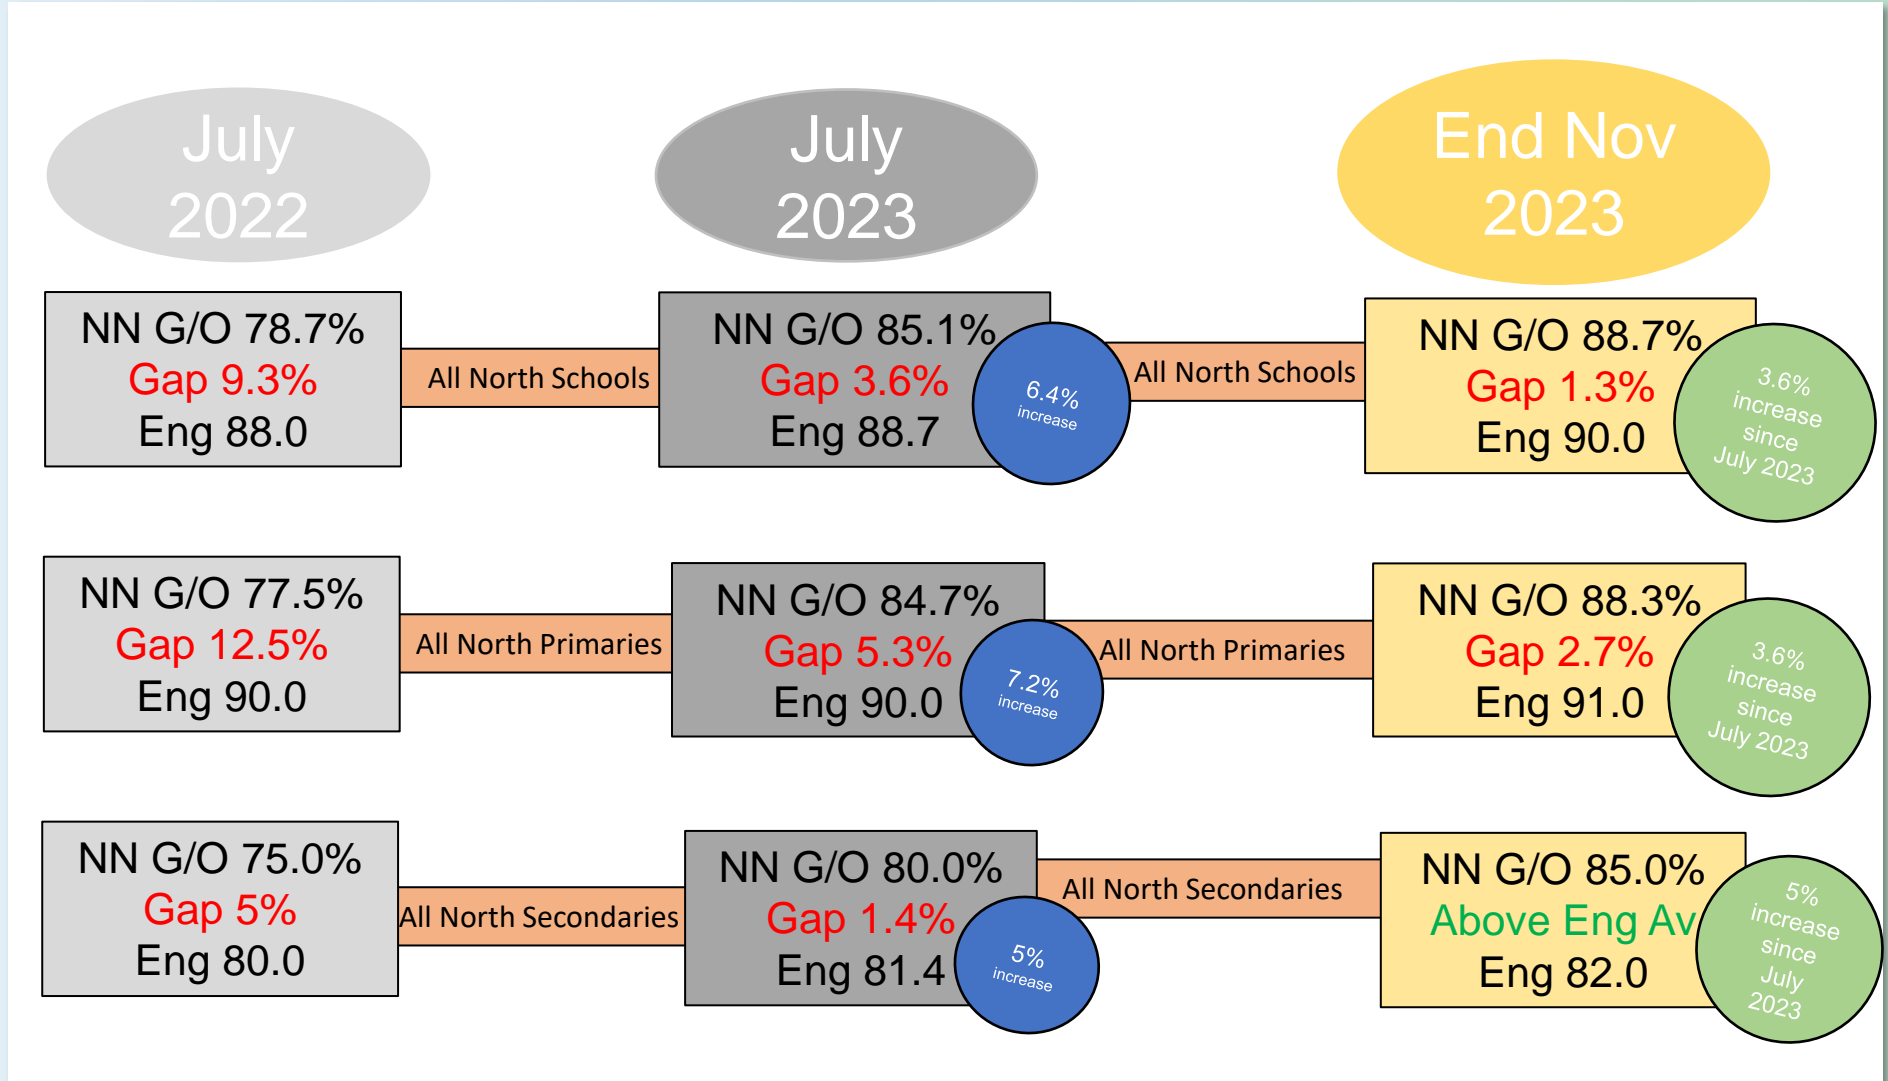 July
2022
July
2023
End Nov
2023
NN G/O 78.7%
Gap 9.3%
Eng 88.0
All North Schools
NN G/O 85.1%
Gap 3.6%
Eng 88.7
6.4%
increase
All North Schools
NN G/O 88.7%
Gap 1.3%
Eng 90.0
3.6%
increase
since
July 2023
NN G/O 77.5%
Gap 12.5%
Eng 90.0
All North Primaries
NN G/O 84.7%
Gap 5.3%
Eng 90.0
7.2%
increase
All North Primaries
NN G/O 88.3%
Gap 2.7%
Eng 91.0
3.6%
increase
since
July 2023
NN G/O 75.0%
Gap 5%
Eng 80.0
All North Secondaries
NN G/O 80.0%
Gap 1.4%
Eng 81.4
5%
increase
All North Secondaries
NN G/O 85.0%
Above Eng Av
Eng 82.0
5%
increase
since
July
2023